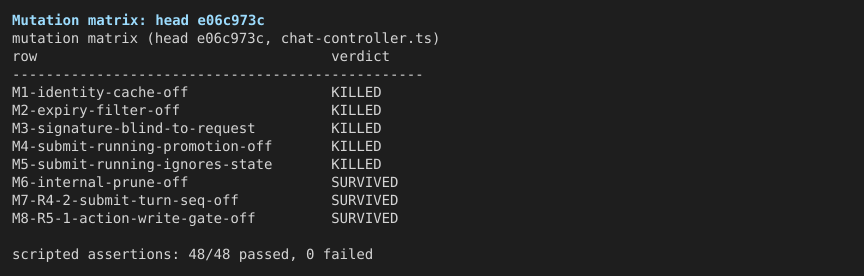 Mutation matrix: head e06c973c
mutation matrix (head e06c973c, chat-controller.ts)
row                                   verdict
-------------------------------------------------
M1-identity-cache-off                 KILLED
M2-expiry-filter-off                  KILLED
M3-signature-blind-to-request         KILLED
M4-submit-running-promotion-off       KILLED
M5-submit-running-ignores-state       KILLED
M6-internal-prune-off                 SURVIVED
M7-R4-2-submit-turn-seq-off           SURVIVED
M8-R5-1-action-write-gate-off         SURVIVED
scripted assertions: 48/48 passed, 0 failed